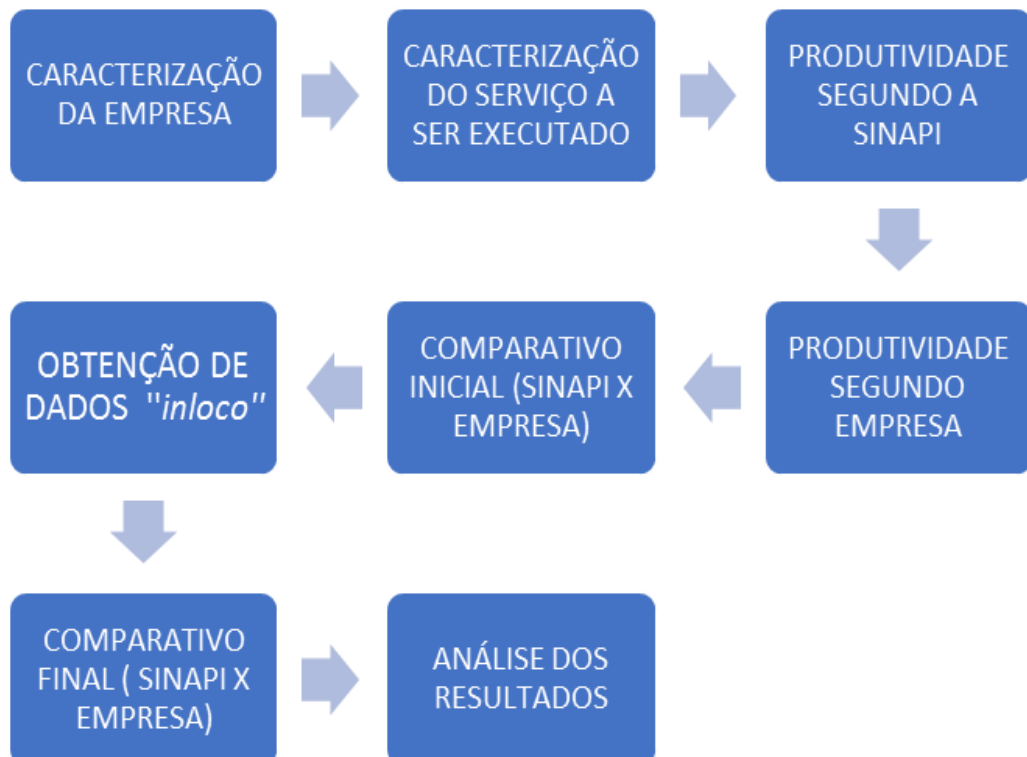 CARACTERIZAÇÃO
DA EMPRESA
CARACTERIZAÇÃO
DO SERVIÇO A
SER EXECUTADO
PRODUTIVIDADE
SEGUNDO A
SINAPI
PRODUTIVIDADE
SEGUNDO
EMPRESA
COMPARATIVO
INICIAL (SINAPI X
EMPRESA)
OBTENÇÃO DE
DADOS "inloco"
COMPARATIVO
FINAL ( SINAPI X
EMPRESA)
ANÁLISE DOS
RESULTADOS